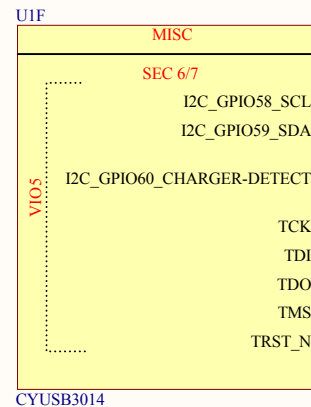 U1F
MISC
SEC 6/7
I2C_GPIO58_SCL
I2C_GPIO59_SDA
I2C_GPIO60_CHARGER-DETECT
VIO5
TCK
TDI
TDO
TMS
TRST_N
CYUSB3014